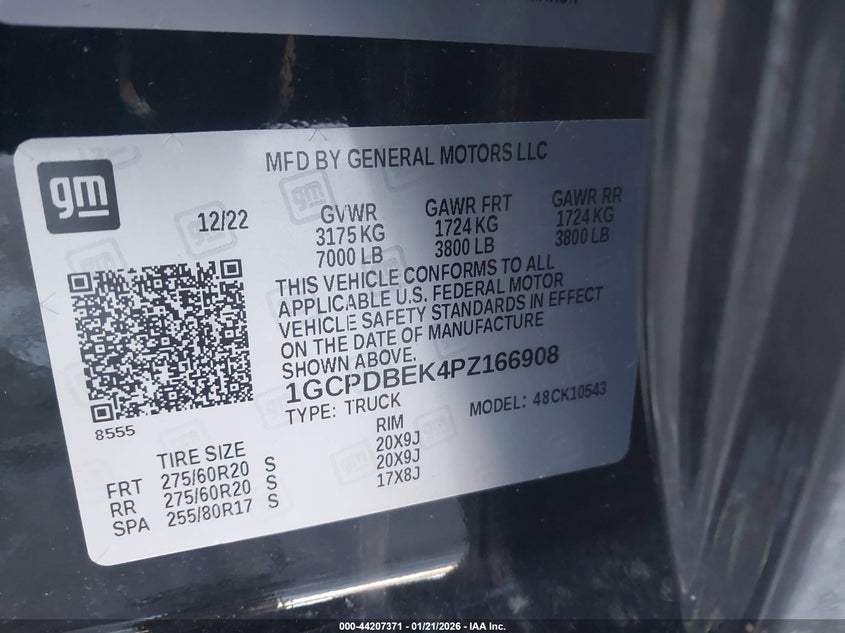 MFD BY GENERAL MOTORS LLC
gm
12/22
GVWR GAWR FRT GAWR RR
3175 KG 1724 KG 1724 KG
7000 LB 3800 LB 3800 LB
THIS VEHICLE CONFORMS TO ALL
APPLICABLE U.S. FEDERAL MOTOR
VEHICLE SAFETY STANDARDS IN EFFECT
ON THE DATE OF MANUFACTURE
SHOWN ABOVE.
1GCPDBEK4PZ166908
TYPE: TRUCK MODEL: 48CK10543
8555
TIRE SIZE RIM
FRT 275/60R20 S 20X9J
RR 275/60R20 S 20X9J
SPA 255/80R17 S 17X8J
000-44207371 - 01/21/2026 - IAA Inc.